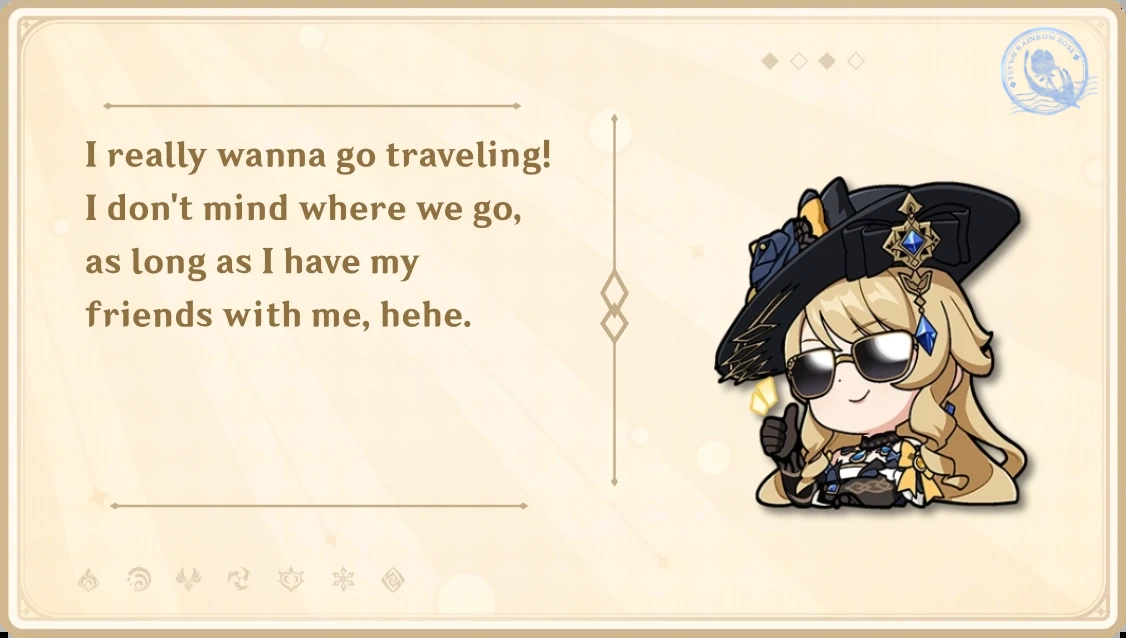 I really wanna go traveling!
I don't mind where we go,
as long as I have my
friends with me, hehe.